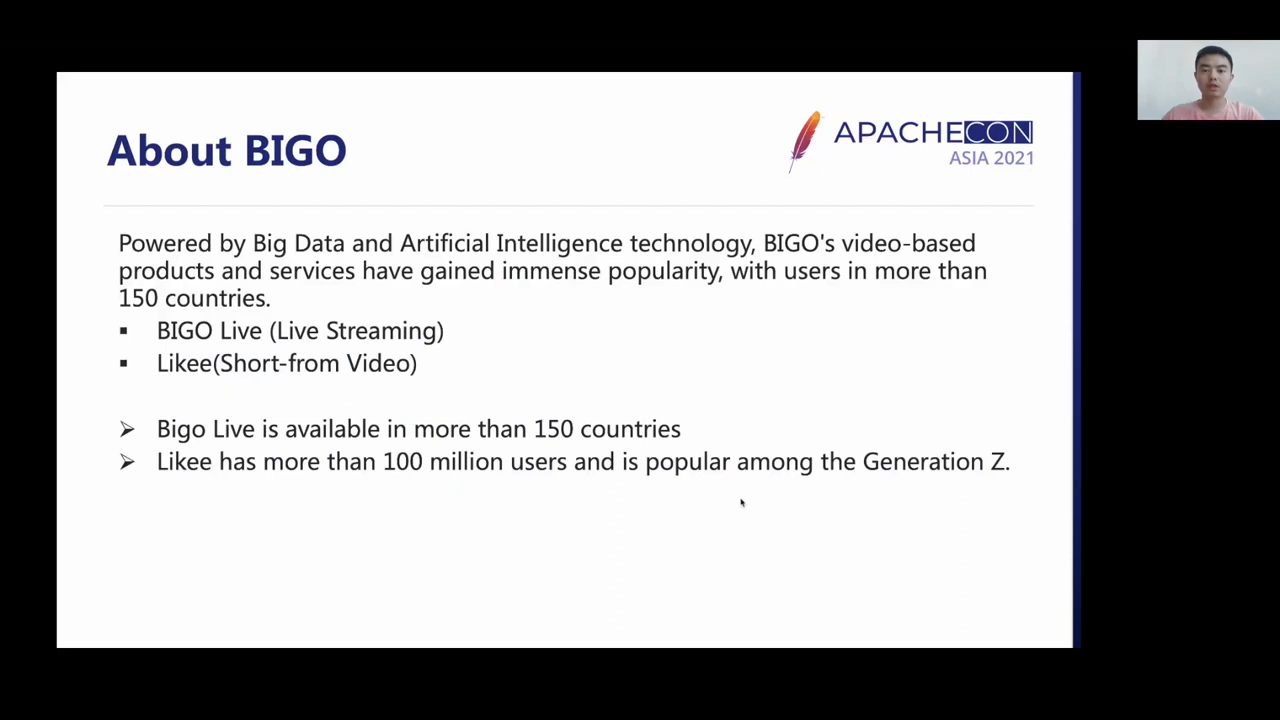 About BIGO
APACHECON
ASIA 2021
Powered by Big Data and Artificial Intelligence technology, BIGO's video-based
products and services have gained immense popularity, with users in more than
150 countries.
▪ BIGO Live (Live Streaming)
▪ Likee(Short-from Video)
➢ Bigo Live is available in more than 150 countries
➢ Likee has more than 100 million users and is popular among the Generation Z.